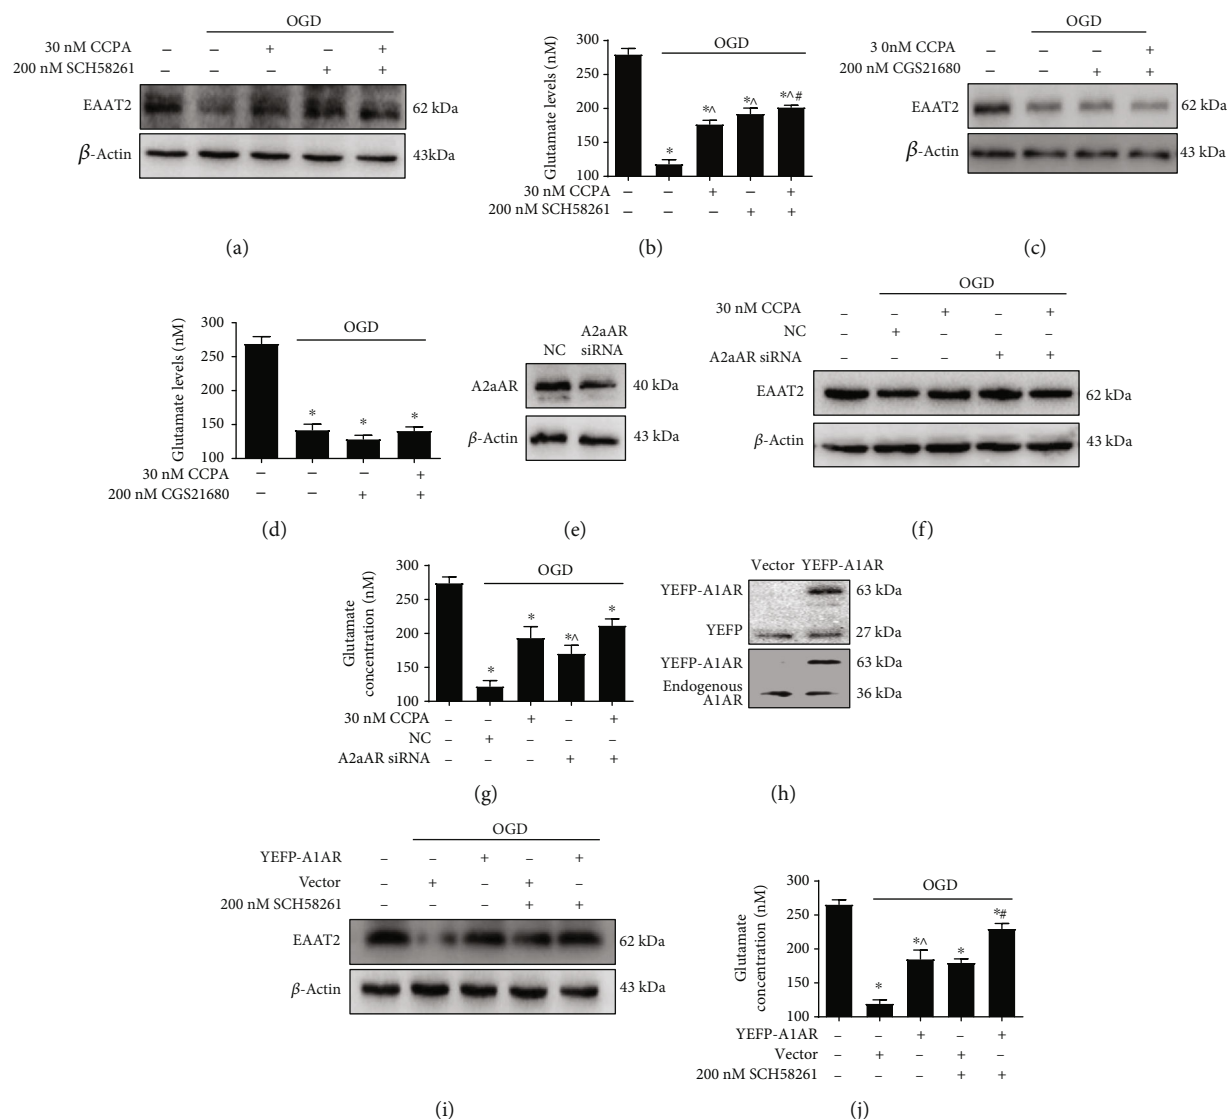 OGD
30 nM CCPA – – + – +
200 nM SCH58261 – – – + +
EAAT2 62 kDa
β-Actin 43kDa
(a)
Glutamate levels (nM)
300
250
200
150
100
OGD
* *^ *^ *^#
30 nM CCPA – – + – +
200 nM SCH58261 – – – + +
(b)
OGD
3 0nM CCPA – – – +
200 nM CGS21680 – – + +
EAAT2 62 kDa
β-Actin 43 kDa
(c)
Glutamate levels (nM)
300
250
200
150
100
OGD
* * *
30 nM CCPA – – – +
200 nM CGS21680 – – + +
(d)
NC A2aAR
siRNA
A2aAR 40 kDa
β-Actin 43 kDa
(e)
OGD
30 nM CCPA – – + – +
NC – + – – –
A2aAR siRNA – – – + +
EAAT2 62 kDa
β-Actin 43 kDa
(f)
Glutamate
concentration (nM)
300
250
200
150
100
OGD
* * *^ *
30 nM CCPA – – + – +
NC – + – – –
A2aAR siRNA – – – + +
(g)
Vector YEFP-A1AR
YEFP-A1AR 63 kDa
YEFP 27 kDa
YEFP-A1AR 63 kDa
Endogenous
A1AR 36 kDa
(h)
OGD
YEFP-A1AR – – + – +
Vector – + – + –
200 nM SCH58261 – – – + +
EAAT2 62 kDa
β-Actin 43 kDa
(i)
Glutamate
concentration (nM)
300
250
200
150
100
OGD
* *^ * *#
YEFP-A1AR – – + – +
Vector – + – + –
200 nM SCH58261 – – – + +
(j)